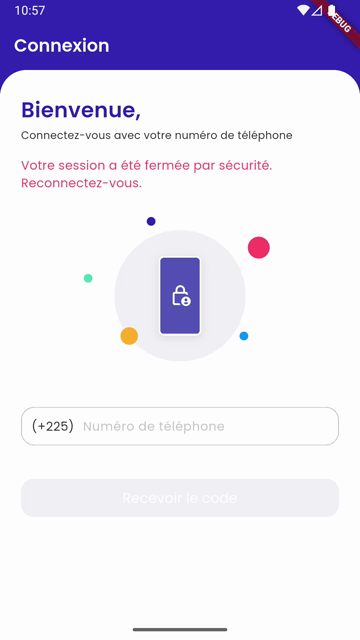 10:57
DEBUG
Connexion
Bienvenue,
Connectez-vous avec votre numéro de téléphone
Votre session a été fermée par sécurité.
Reconnectez-vous.
(+225) Numéro de téléphone
Recevoir le code